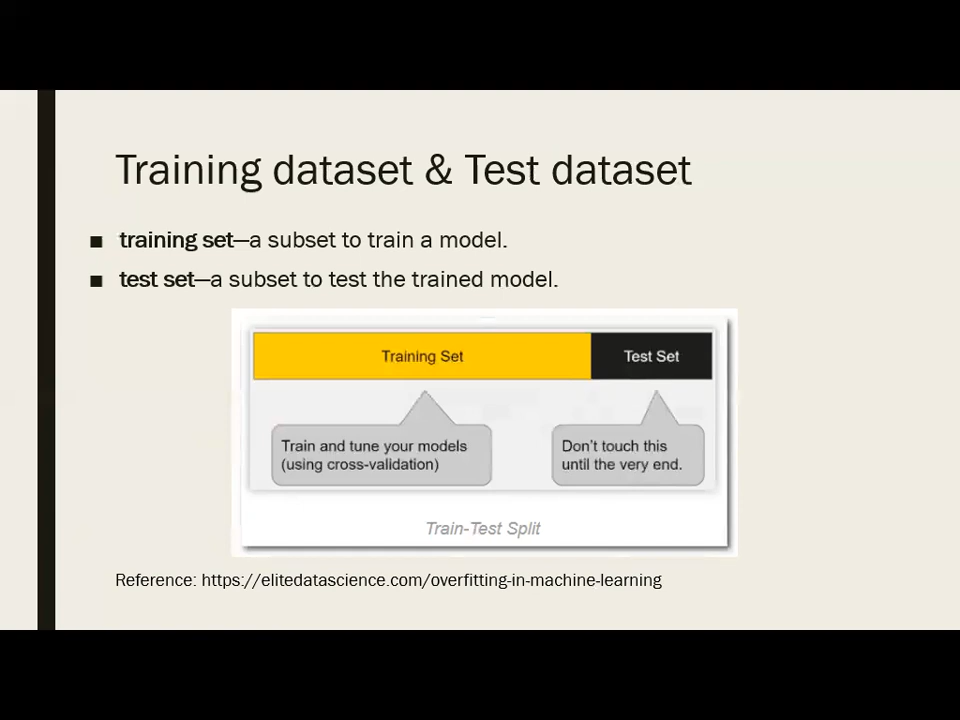 Training dataset & Test dataset
■ training set—a subset to train a model.
■ test set—a subset to test the trained model.
Training Set
Test Set
Train and tune your models
(using cross-validation)
Don't touch this
until the very end.
Train-Test Split
Reference: https://elitedatascience.com/overfitting-in-machine-learning